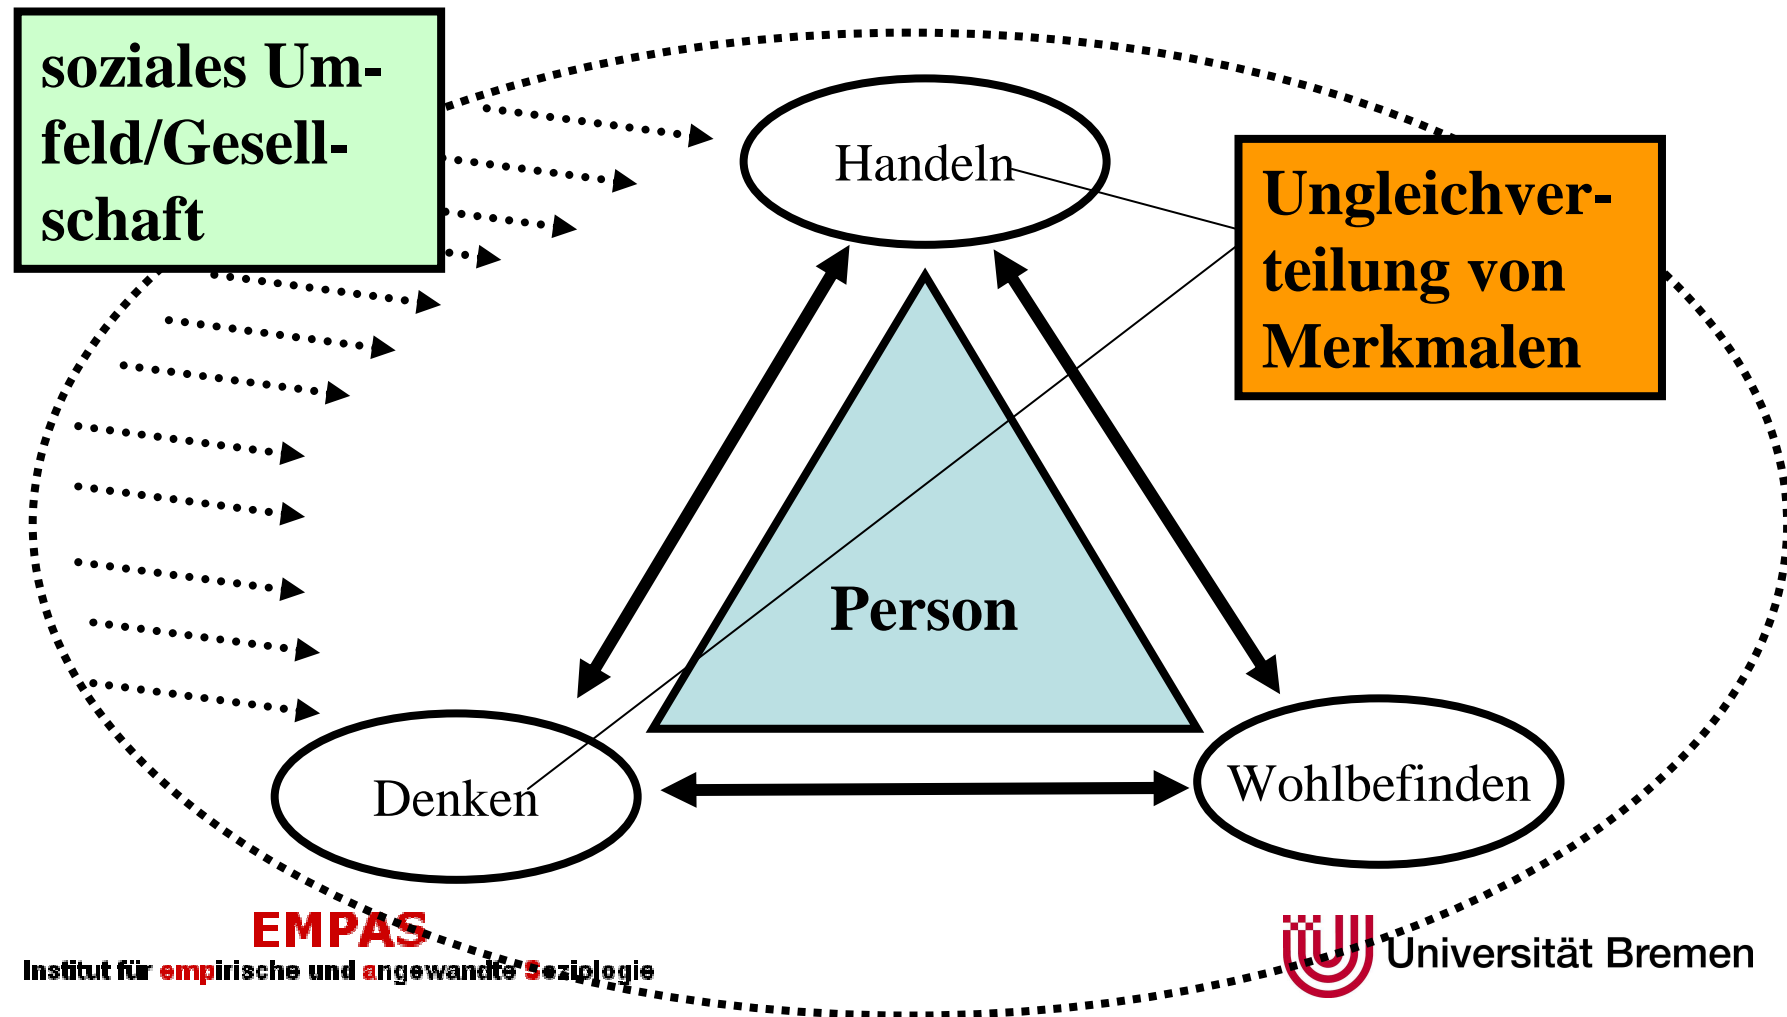 soziales Um-
feld/Gesell-
schaft
Handeln
Ungleichver-
teilung von
Merkmalen
Person
Denken
Wohlbefinden
EMPAS
Institut für empirische und angewandte Soziologie
Universität Bremen